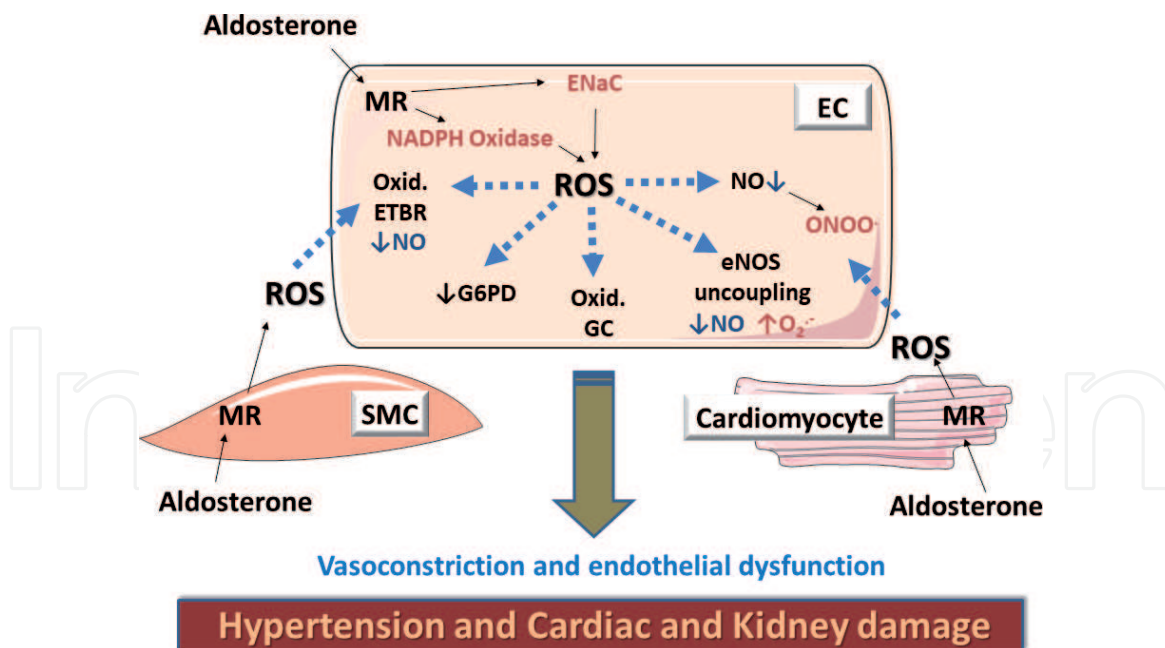 Aldosterone
MR
ENaC
EC
NADPH Oxidase
ROS
Oxid.
ETBR
↓NO
NO↓
ONOO-
↓G6PD
Oxid.
GC
eNOS
uncoupling
↓NO ↑O₂·-
ROS
ROS
MR
SMC
Cardiomyocyte
MR
Aldosterone
Aldosterone
Vasoconstriction and endothelial dysfunction
Hypertension and Cardiac and Kidney damage